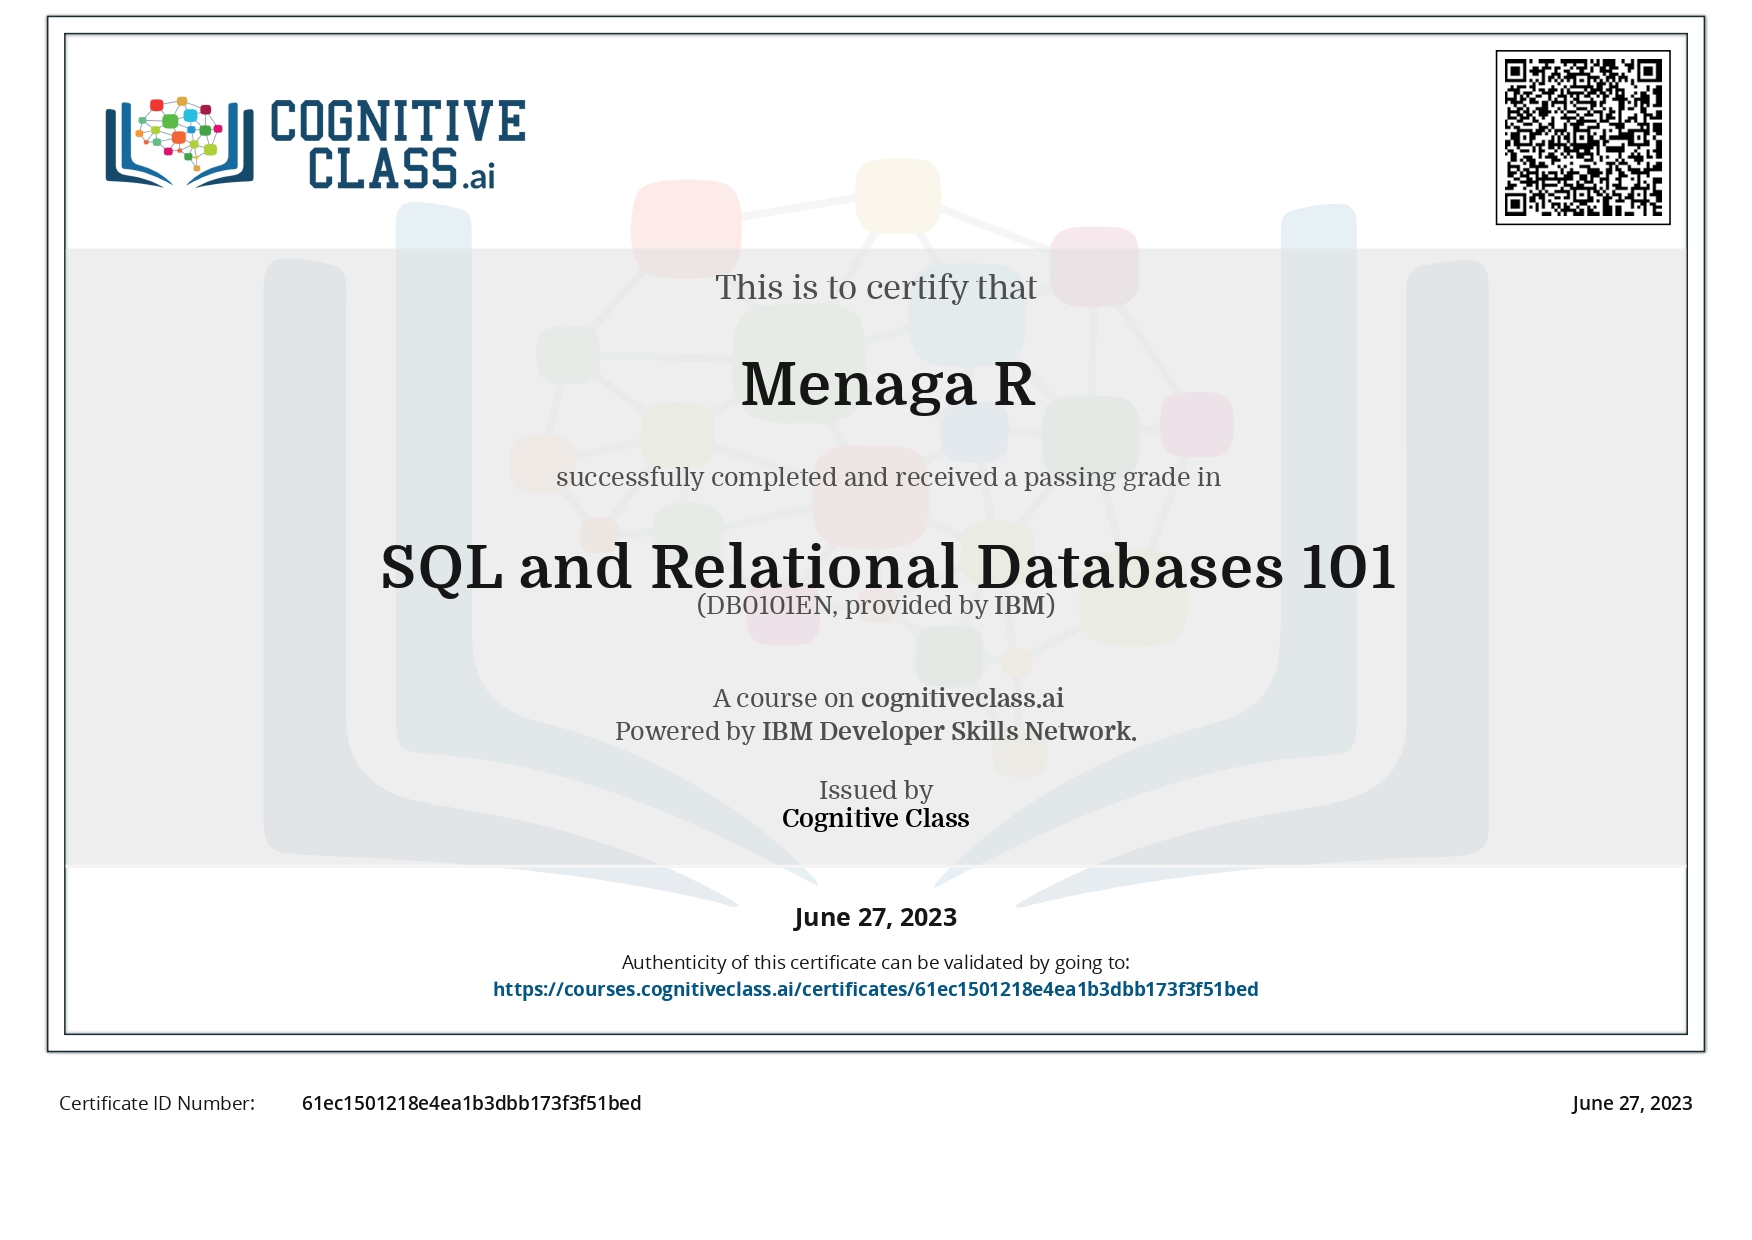 COGNITIVE
CLASS.ai
This is to certify that
Menaga R
successfully completed and received a passing grade in
SQL and Relational Databases 101
(DB0101EN, provided by IBM)
A course on cognitiveclass.ai
Powered by IBM Developer Skills Network.
Issued by
Cognitive Class
June 27, 2023
Authenticity of this certificate can be validated by going to:
https://courses.cognitiveclass.ai/certificates/61ec1501218e4ea1b3dbb173f3f51bed
Certificate ID Number: 61ec1501218e4ea1b3dbb173f3f51bed June 27, 2023